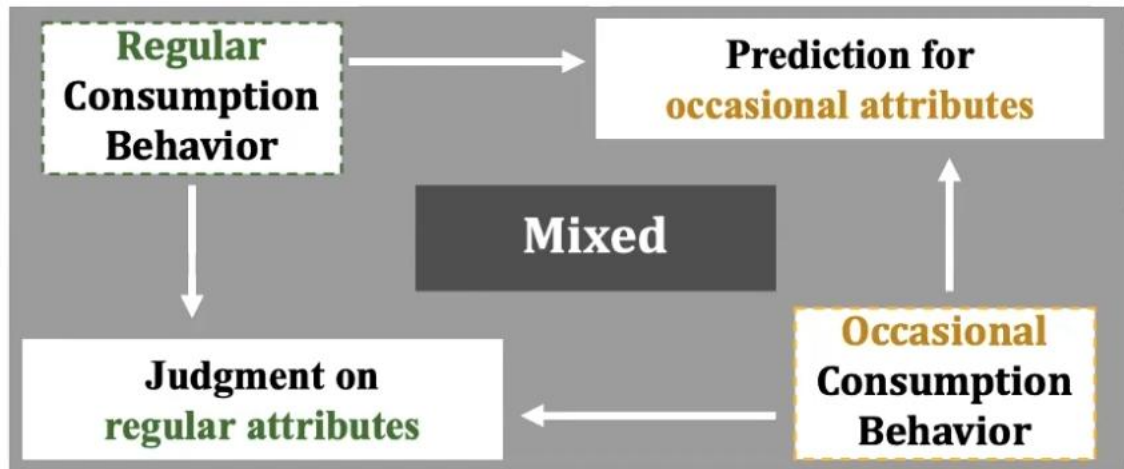 Regular
Consumption
Behavior
Prediction for
occasional attributes
Mixed
Judgment on
regular attributes
Occasional
Consumption
Behavior